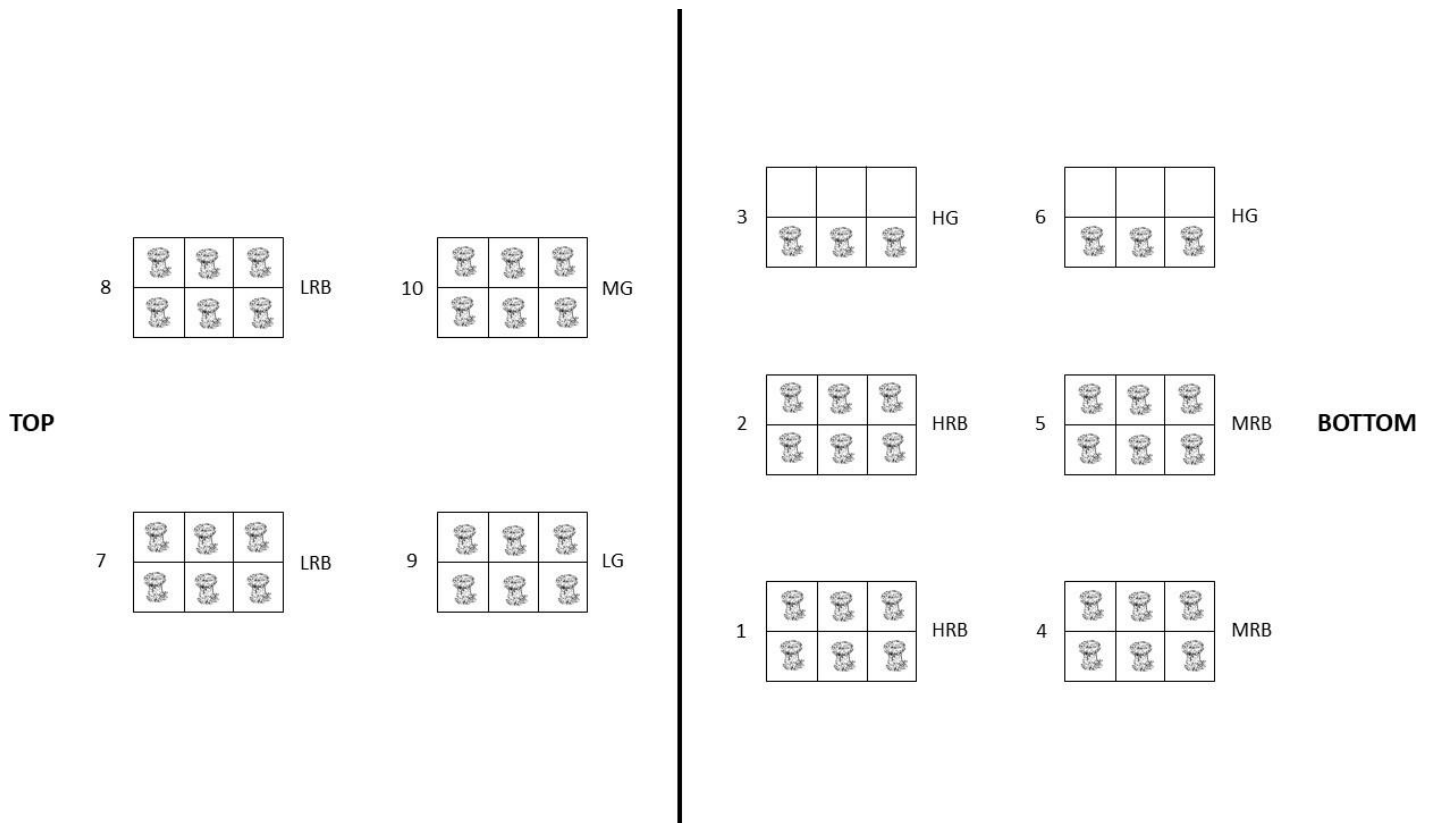 3 HG 6 HG
8 LRB 10 MG
TOP 2 HRB 5 MRB BOTTOM
7 LRB 9 LG
1 HRB 4 MRB